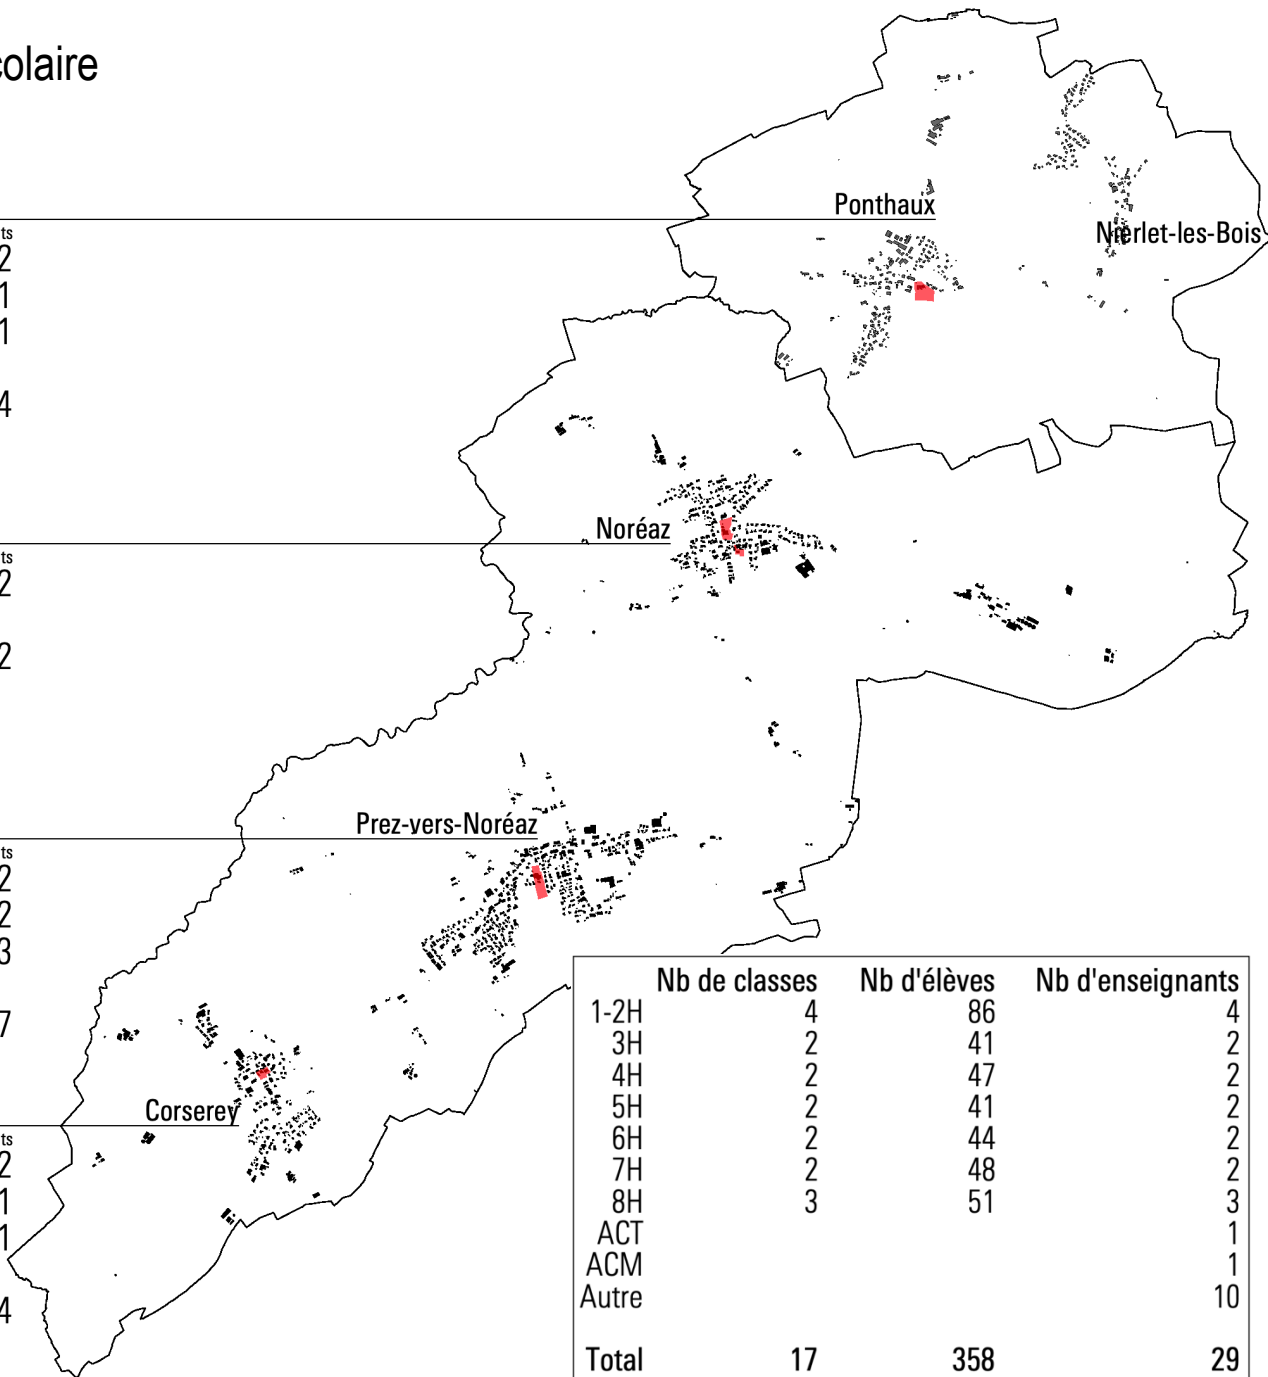 colaire
Ponthaux
Nierlet-les-Bois
ts
2
1
1
4
Noréaz
ts
2
2
Prez-vers-Noréaz
ts
2
2
3
7
Corserey
ts
2
1
1
4
Nb de classes Nb d'élèves Nb d'enseignants
1-2H 4 86 4
3H 2 41 2
4H 2 47 2
5H 2 41 2
6H 2 44 2
7H 2 48 2
8H 3 51 3
ACT 1
ACM 1
Autre 10
Total 17 358 29